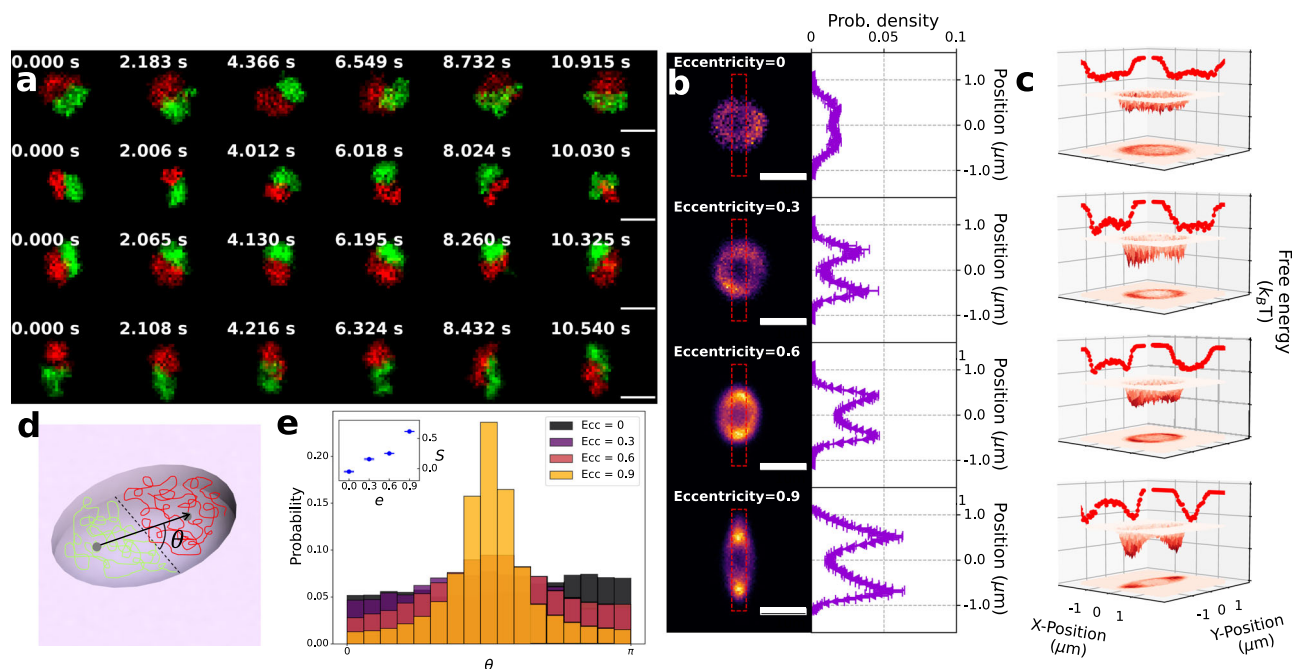 a
0.000 s 2.183 s 4.366 s 6.549 s 8.732 s 10.915 s
0.000 s 2.006 s 4.012 s 6.018 s 8.024 s 10.030 s
0.000 s 2.065 s 4.130 s 6.195 s 8.260 s 10.325 s
0.000 s 2.108 s 4.216 s 6.324 s 8.432 s 10.540 s
b
Prob. density
0 0.05 0.1
Eccentricity=0
1.0
0.0
-1.0
Position (μm)
Eccentricity=0.3
1.0
0.0
-1.0
Position (μm)
Eccentricity=0.6
1
0.0
-1.0
Position (μm)
Eccentricity=0.9
1
0.0
-1.0
Position (μm)
c
Free energy
(k_BT)
-1 0 1
X-Position
(μm)
-1 0 1
Y-Position
(μm)
d
θ
e
Probability
0.20
0.15
0.10
0.05
0.00
0 π
θ
0.5
0.0
S
0.0 0.3 0.6 0.9
e
Ecc = 0
Ecc = 0.3
Ecc = 0.6
Ecc = 0.9